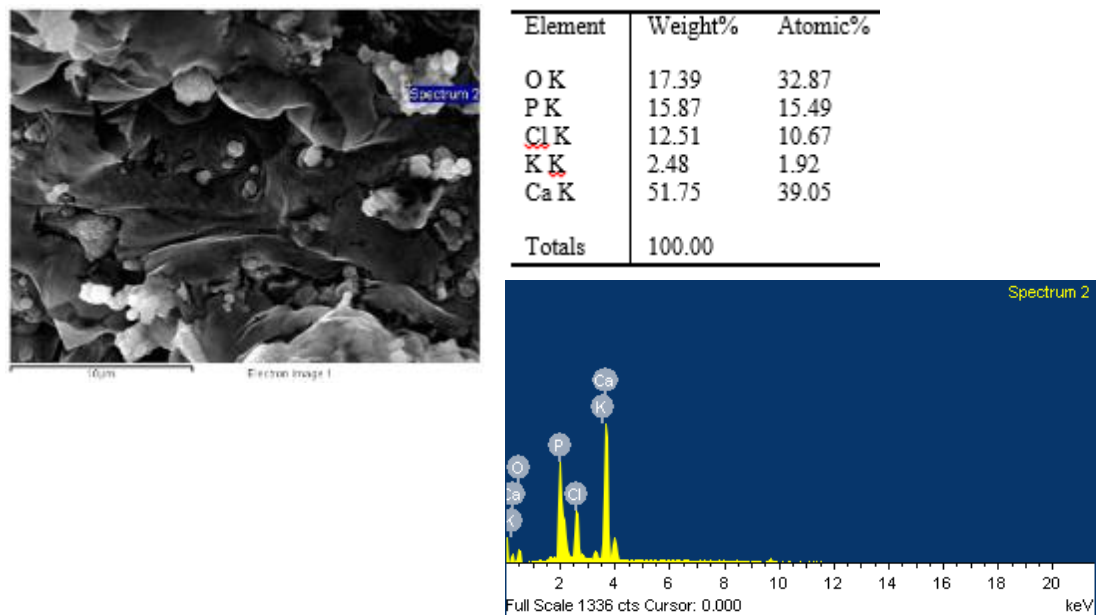 Spectrum 2
10µm
Electron Image 1
Element Weight% Atomic%
O K 17.39 32.87
P K 15.87 15.49
Cl K 12.51 10.67
K K 2.48 1.92
Ca K 51.75 39.05
Totals 100.00
Spectrum 2
Ca
K
P
O
Cl
Ca
K
2 4 6 8 10 12 14 16 18 20
Full Scale 1336 cts Cursor: 0.000 keV